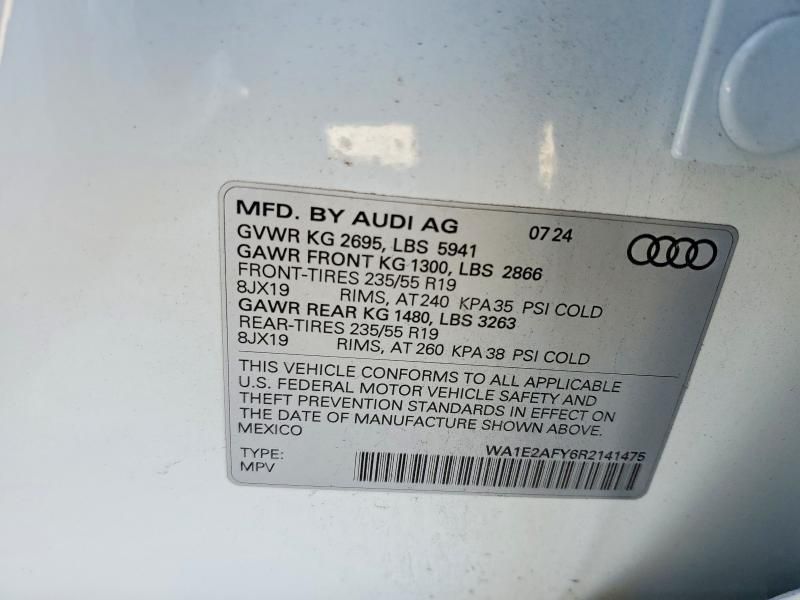 MFD. BY AUDI AG 07 24
GVWR KG 2695, LBS 5941
GAWR FRONT KG 1300, LBS 2866
FRONT-TIRES 235/55 R19
8JX19 RIMS, AT 240 KPA 35 PSI COLD
GAWR REAR KG 1480, LBS 3263
REAR-TIRES 235/55 R19
8JX19 RIMS, AT 260 KPA 38 PSI COLD
THIS VEHICLE CONFORMS TO ALL APPLICABLE
U.S. FEDERAL MOTOR VEHICLE SAFETY AND
THEFT PREVENTION STANDARDS IN EFFECT ON
THE DATE OF MANUFACTURE SHOWN ABOVE.
MEXICO
WA1E2AFY6R2141475
TYPE:
MPV